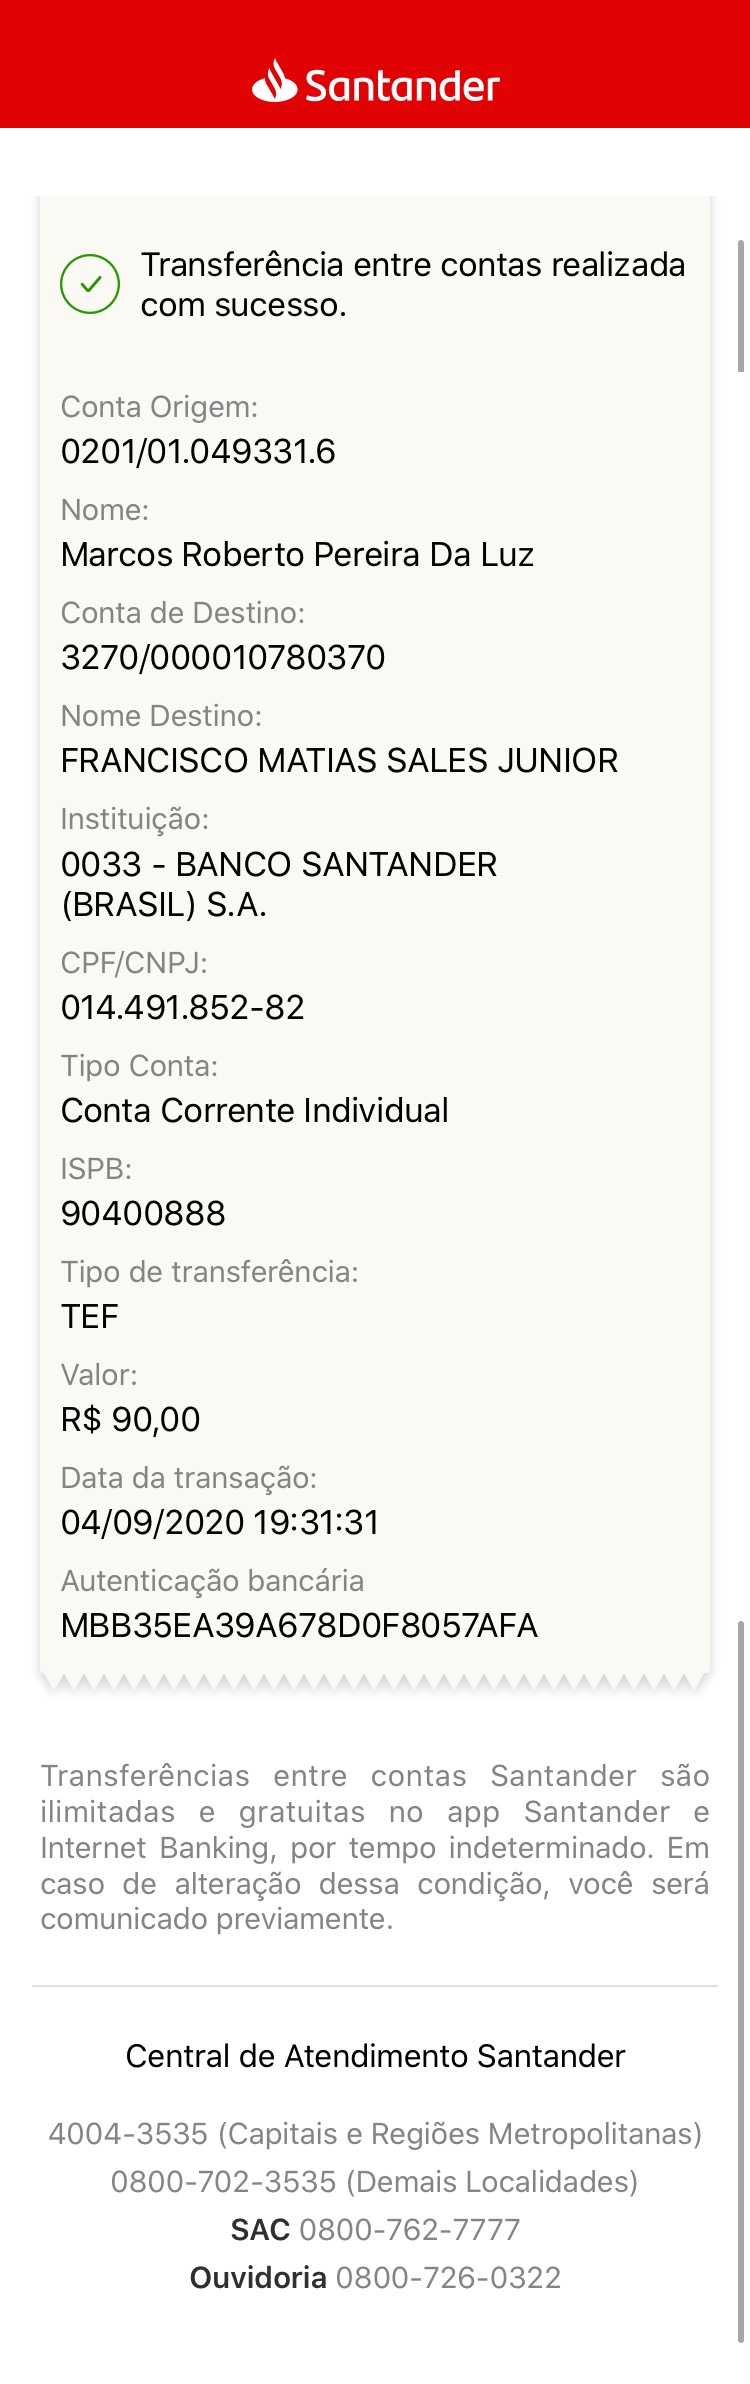 Santander
Transferência entre contas realizada
com sucesso.
Conta Origem:
0201/01.049331.6
Nome:
Marcos Roberto Pereira Da Luz
Conta de Destino:
3270/000010780370
Nome Destino:
FRANCISCO MATIAS SALES JUNIOR
Instituição:
0033 - BANCO SANTANDER
(BRASIL) S.A.
CPF/CNPJ:
014.491.852-82
Tipo Conta:
Conta Corrente Individual
ISPB:
90400888
Tipo de transferência:
TEF
Valor:
R$ 90,00
Data da transação:
04/09/2020 19:31:31
Autenticação bancária
MBB35EA39A678D0F8057AFA
Transferências entre contas Santander são
ilimitadas e gratuitas no app Santander e
Internet Banking, por tempo indeterminado. Em
caso de alteração dessa condição, você será
comunicado previamente.
Central de Atendimento Santander
4004-3535 (Capitais e Regiões Metropolitanas)
0800-702-3535 (Demais Localidades)
SAC 0800-762-7777
Ouvidoria 0800-726-0322